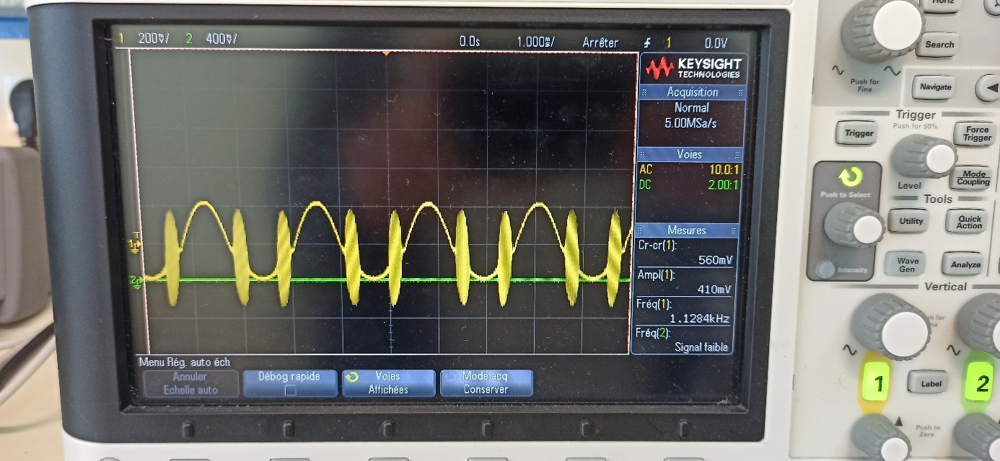 1 200mV/ 2 400mV/ 0.0s 1.000ms/ Arrêter 1 0.0V
KEYSIGHT
TECHNOLOGIES
Acquisition
Normal
5.00MSa/s
Voies
AC 10.0:1
DC 2.00:1
Mesures
Cr-cr(1):
560mV
Ampl(1):
410mV
Fréq(1):
1.1284kHz
Fréq(2):
Signal faible
T
1
2
Menu Rég. auto éch
Annuler
Echelle auto
Débog rapide
Voies
Affichées
Mode acq
Conserver
Horiz
Search
Push for
Fine
Navigate
Trigger
Push for 50%
Trigger
Force
Trigger
Level
Mode
Coupling
Push to Select
Intensity
Tools
Utility
Quick
Action
Wave
Gen
Analyze
Vertical
1
Label
2
Push to
Zero